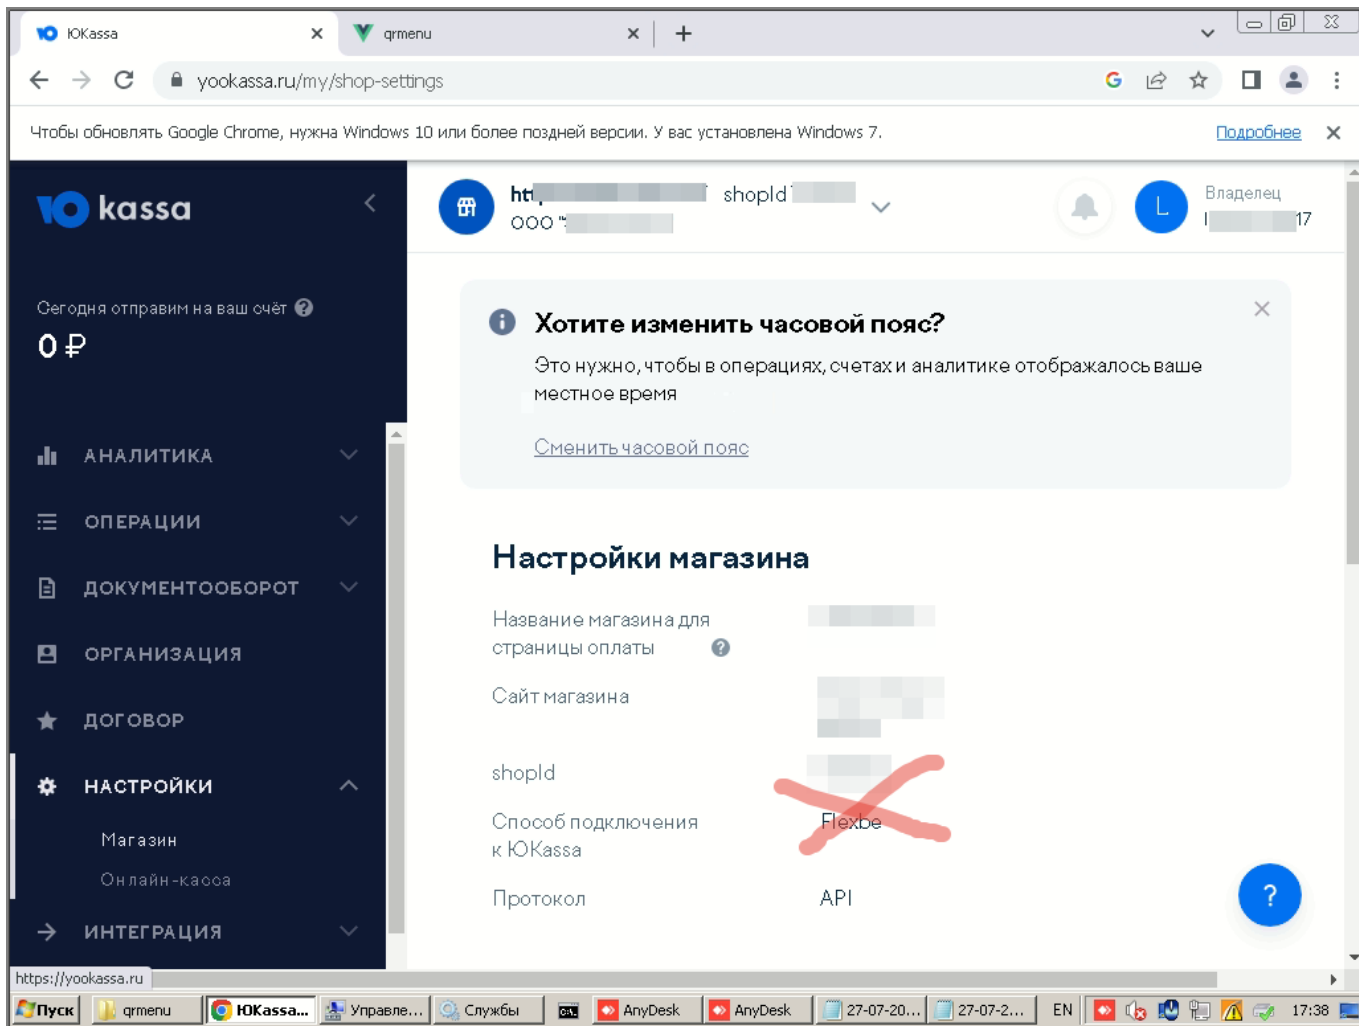 ЮKassa
qrmenu
yookassa.ru/my/shop-settings
Чтобы обновлять Google Chrome, нужна Windows 10 или более поздней версии. У вас установлена Windows 7.
Подробнее
Ю kassa
shopId
ООО "
L
Владелец
17
Сегодня отправим на ваш счёт ?
0 ₽
Хотите изменить часовой пояс?
Это нужно, чтобы в операциях, счетах и аналитике отображалось ваше
местное время
Сменить часовой пояс
АНАЛИТИКА
ОПЕРАЦИИ
ДОКУМЕНТООБОРОТ
ОРГАНИЗАЦИЯ
ДОГОВОР
НАСТРОЙКИ
Магазин
Онлайн-касса
ИНТЕГРАЦИЯ
Настройки магазина
Название магазина для
страницы оплаты ?
Сайт магазина
shopId
Способ подключения
к ЮKassa
Flexbe
Протокол
API
?
https://yookassa.ru
Пуск
qrmenu
ЮKassa...
Управле...
Службы
AnyDesk
AnyDesk
27-07-20...
27-07-2...
EN
17:38